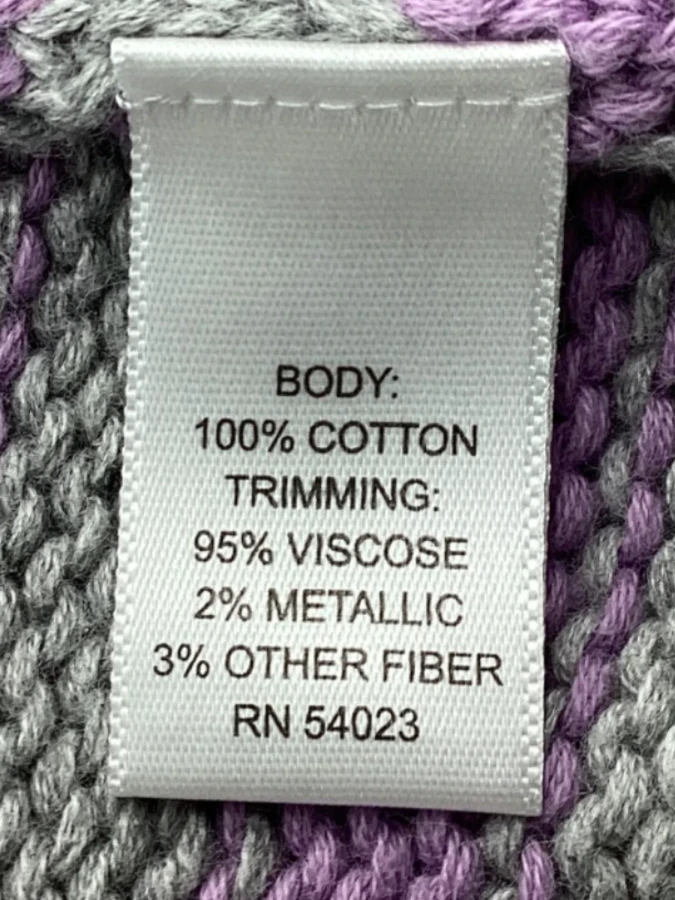 BODY:
100% COTTON
TRIMMING:
95% VISCOSE
2% METALLIC
3% OTHER FIBER
RN 54023